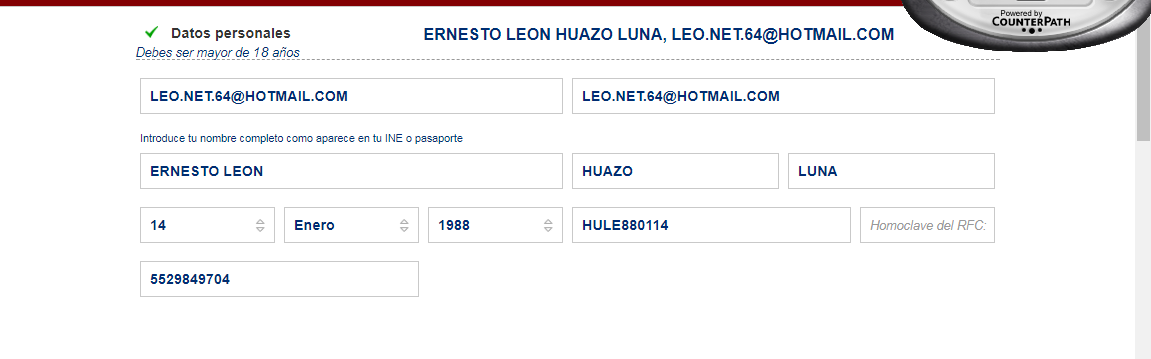 Powered by
COUNTERPATH
Datos personales
ERNESTO LEON HUAZO LUNA, LEO.NET.64@HOTMAIL.COM
Debes ser mayor de 18 años
LEO.NET.64@HOTMAIL.COM LEO.NET.64@HOTMAIL.COM
Introduce tu nombre completo como aparece en tu INE o pasaporte
ERNESTO LEON HUAZO LUNA
14 Enero 1988 HULE880114 Homoclave del RFC:
5529849704